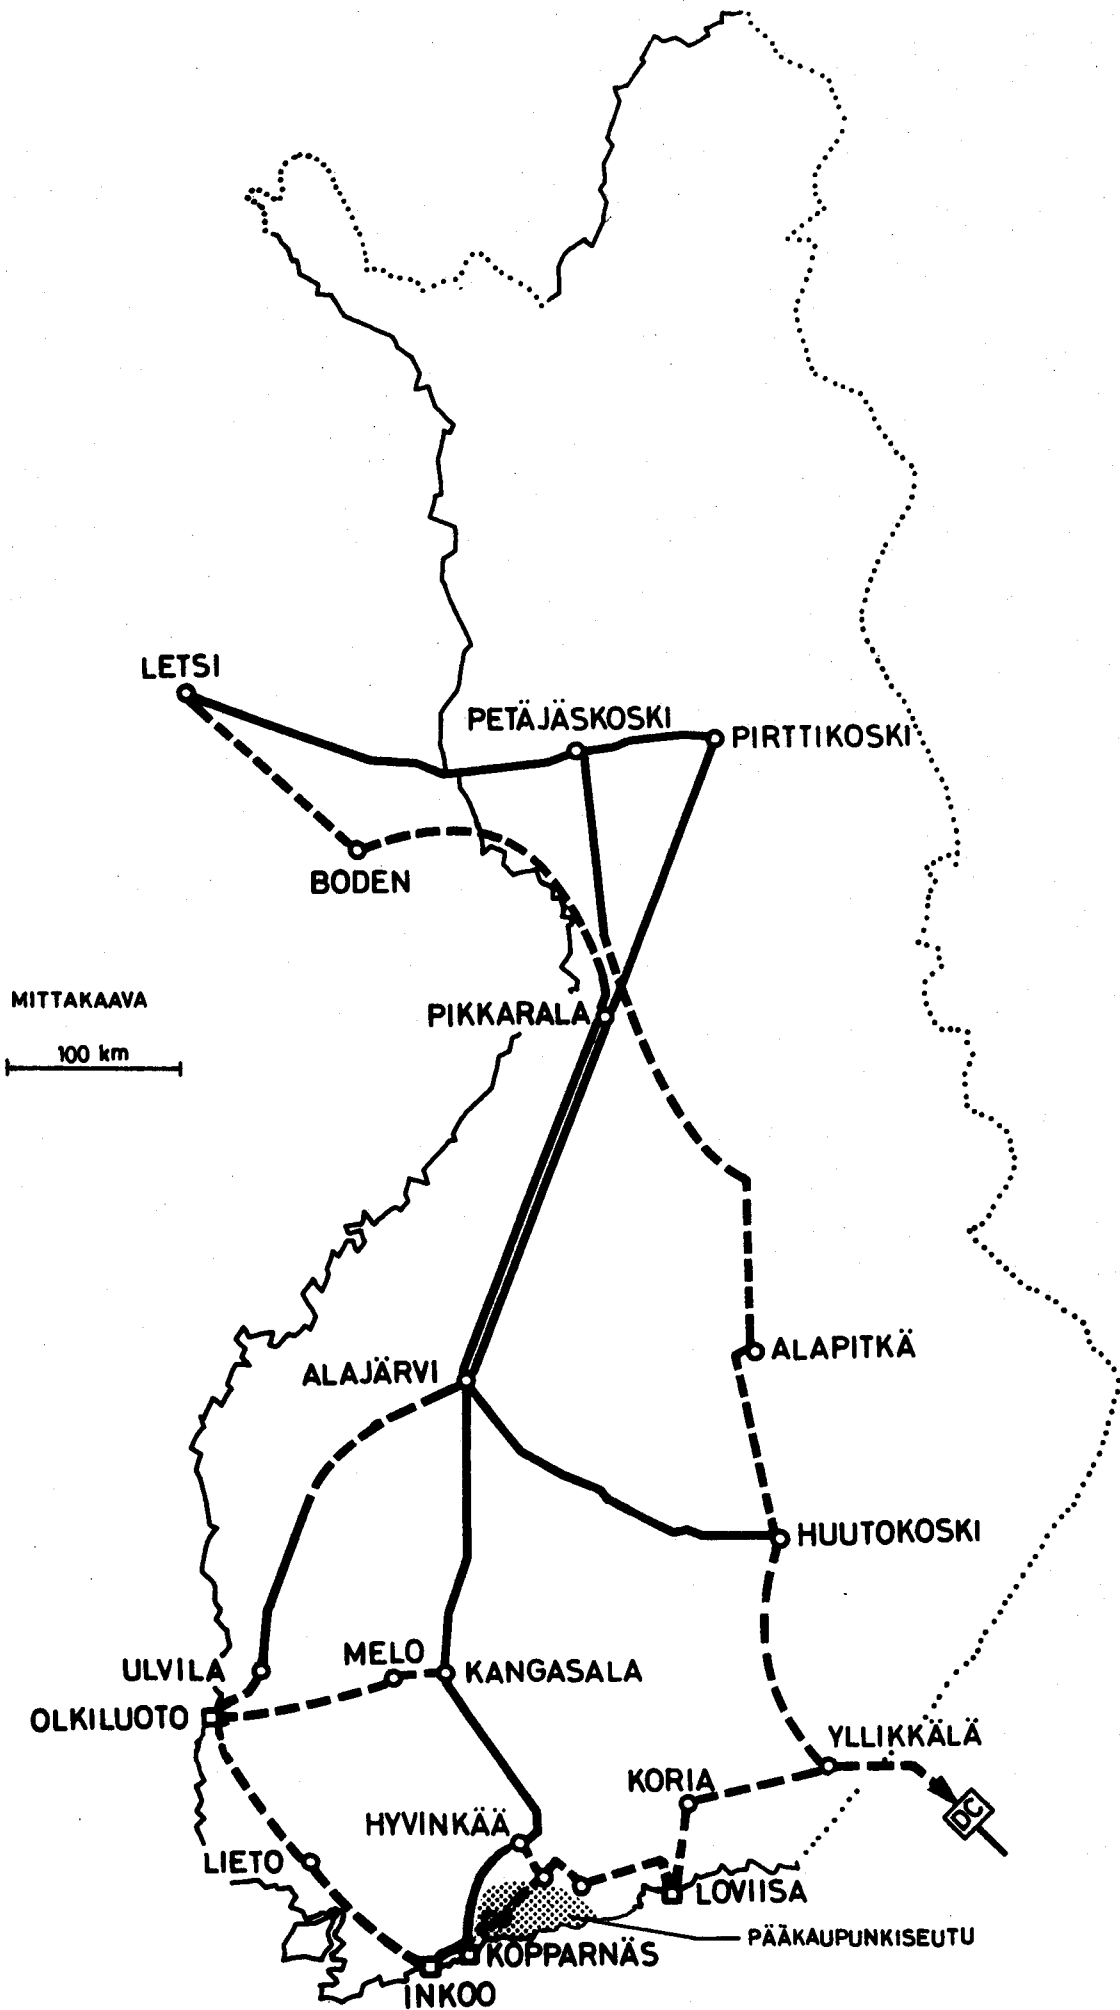 LETSI
PETÄJÄSKOSKI
PIRTTIKOSKI
BODEN
MITTAKAAVA
PIKKARALA
100 km
ALAPITKÄ
ALAJÄRVI
HUUTOKOSKI
MELO
ULVILA
KANGASALA
OLKILUOTO
YLLIKKÄLÄ
KORIA
DC
HYVINKÄÄ
LIETO
LOVIISA
PÄÄKAUPUNKISEUTU
KOPPARNÄS
INKOO